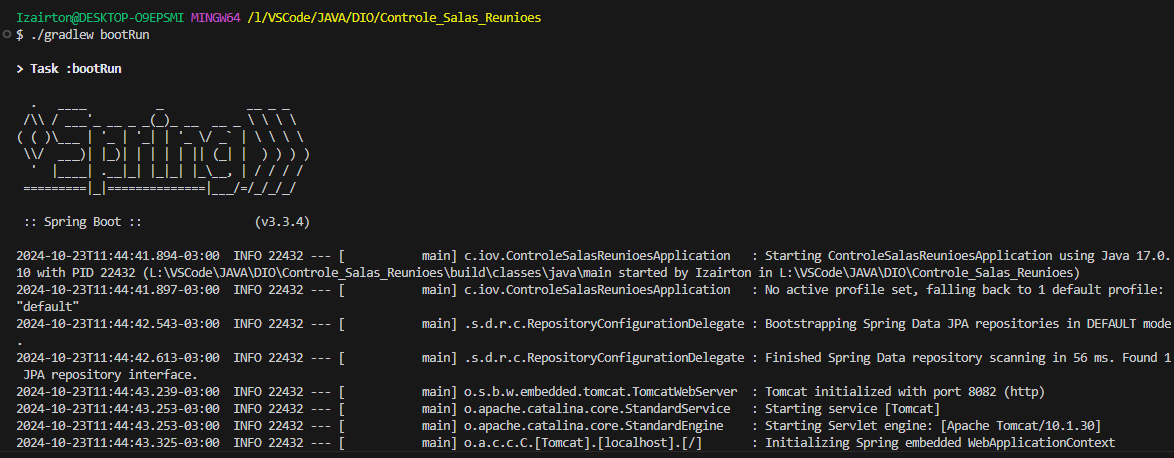 Izairton@DESKTOP-O9EPSMI MINGW64 /l/VSCode/JAVA/DIO/Controle_Salas_Reunioes
$ ./gradlew bootRun
> Task :bootRun
  .   ____          _            __ _ _
 /\\ / ___'_ __ _ _(_)_ __  __ _ \ \ \ \
( ( )\___ | '_ | '_| | '_ \/ _` | \ \ \ \
 \\/  ___)| |_)| | | | | || (_| |  ) ) ) )
  '  |____| .__|_| |_|_| |_\__, | / / / /
 =========|_|==============|___/=/_/_/_/
 :: Spring Boot ::                (v3.3.4)
2024-10-23T11:44:41.894-03:00  INFO 22432 --- [           main] c.iov.ControleSalasReunioesApplication   : Starting ControleSalasReunioesApplication using Java 17.0.
10 with PID 22432 (L:\VSCode\JAVA\DIO\Controle_Salas_Reunioes\build\classes\java\main started by Izairton in L:\VSCode\JAVA\DIO\Controle_Salas_Reunioes)
2024-10-23T11:44:41.897-03:00  INFO 22432 --- [           main] c.iov.ControleSalasReunioesApplication   : No active profile set, falling back to 1 default profile:
"default"
2024-10-23T11:44:42.543-03:00  INFO 22432 --- [           main] .s.d.r.c.RepositoryConfigurationDelegate : Bootstrapping Spring Data JPA repositories in DEFAULT mode
.
2024-10-23T11:44:42.613-03:00  INFO 22432 --- [           main] .s.d.r.c.RepositoryConfigurationDelegate : Finished Spring Data repository scanning in 56 ms. Found 1
 JPA repository interface.
2024-10-23T11:44:43.239-03:00  INFO 22432 --- [           main] o.s.b.w.embedded.tomcat.TomcatWebServer  : Tomcat initialized with port 8082 (http)
2024-10-23T11:44:43.253-03:00  INFO 22432 --- [           main] o.apache.catalina.core.StandardService   : Starting service [Tomcat]
2024-10-23T11:44:43.253-03:00  INFO 22432 --- [           main] o.apache.catalina.core.StandardEngine    : Starting Servlet engine: [Apache Tomcat/10.1.30]
2024-10-23T11:44:43.325-03:00  INFO 22432 --- [           main] o.a.c.c.C.[Tomcat].[localhost].[/]       : Initializing Spring embedded WebApplicationContext